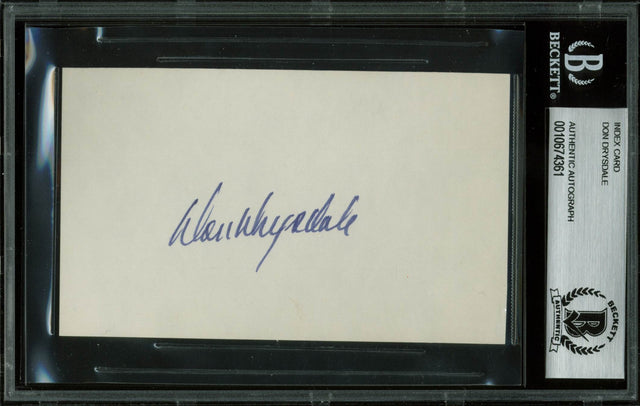 Don Drysdale
B
BECKETT®
INDEX CARD
DON DRYSDALE
AUTHENTIC AUTOGRAPH
0010674361
BECKETT
B
AUTHENTIC